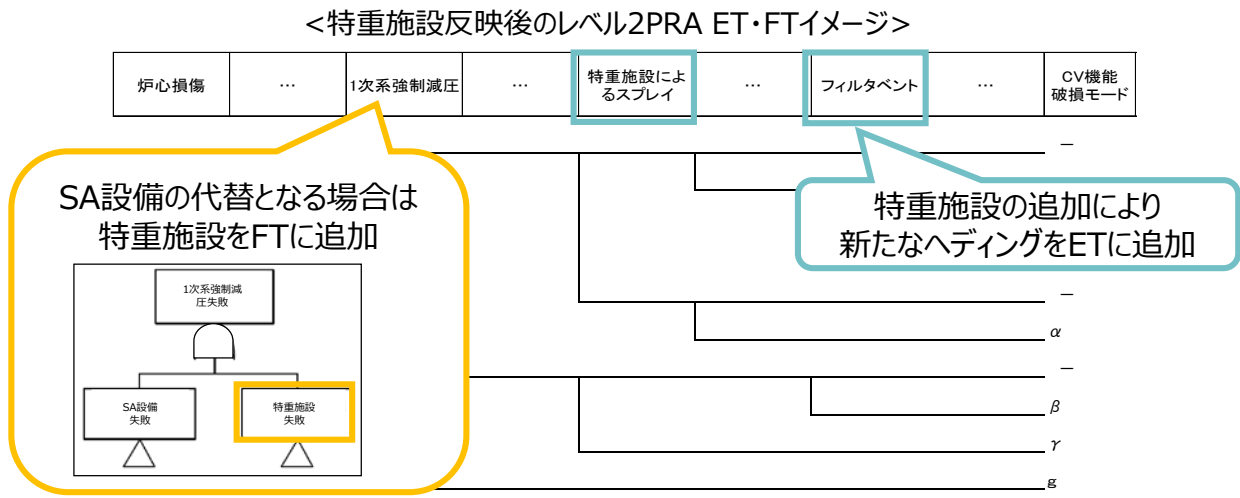 <特重施設反映後のレベル2PRA ET・FTイメージ>
炉心損傷
…
1次系強制減圧
…
特重施設によ
るスプレイ
…
フィルタベント
…
CV機能
破損モード
SA設備の代替となる場合は
特重施設をFTに追加
1次系強制減
圧失敗
SA設備
失敗
特重施設
失敗
特重施設の追加により
新たなヘディングをETに追加
－
－
α
－
β
γ
g